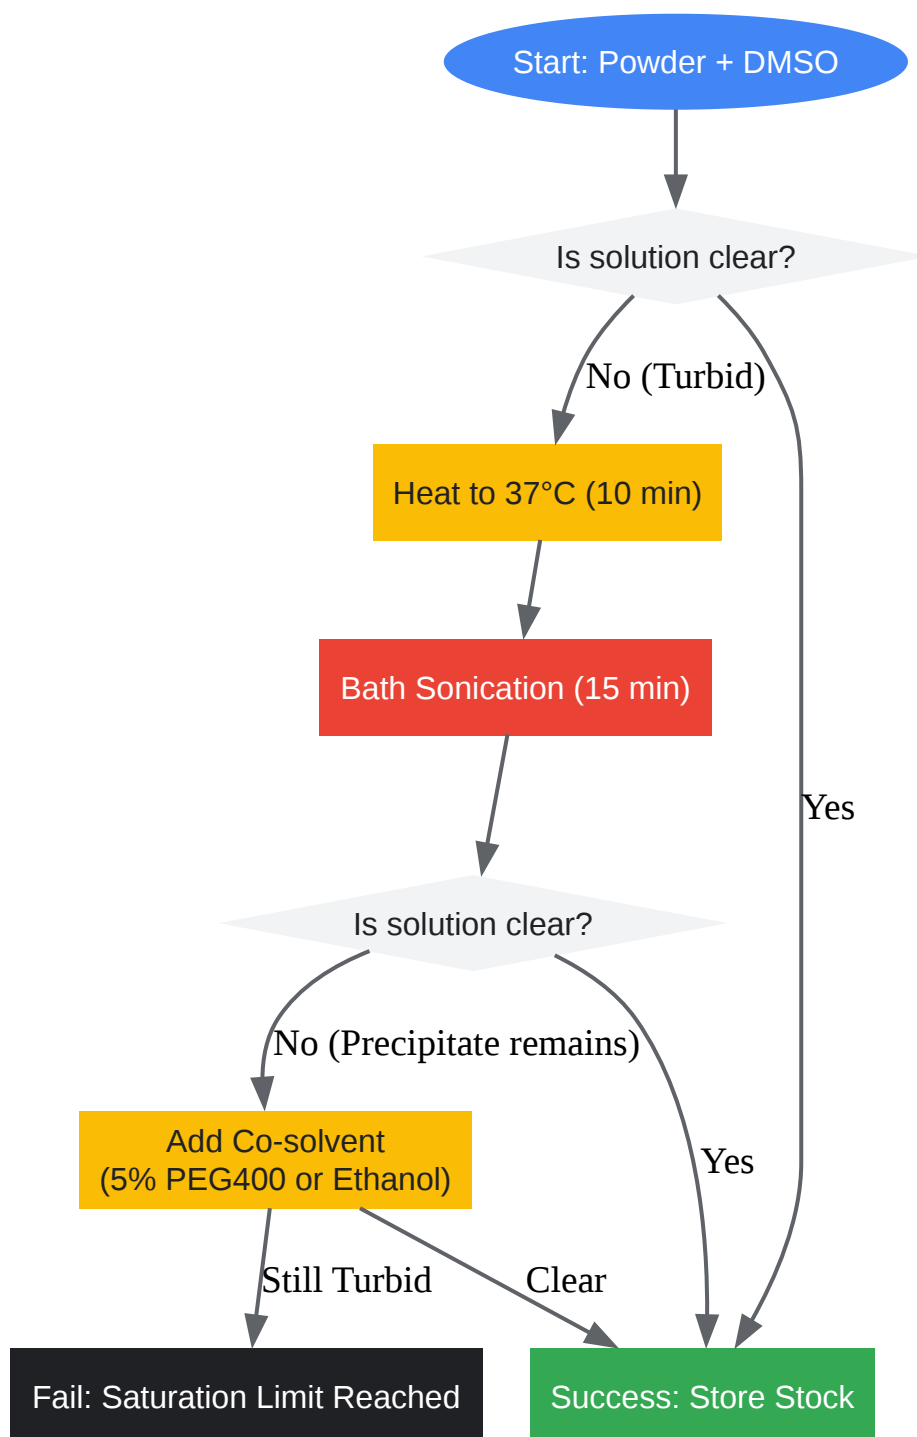 Start: Powder + DMSO
Is solution clear?
No (Turbid)
Heat to 37°C (10 min)
Bath Sonication (15 min)
Yes
Is solution clear?
No (Precipitate remains)
Add Co-solvent
(5% PEG400 or Ethanol)
Yes
Still Turbid
Clear
Fail: Saturation Limit Reached
Success: Store Stock